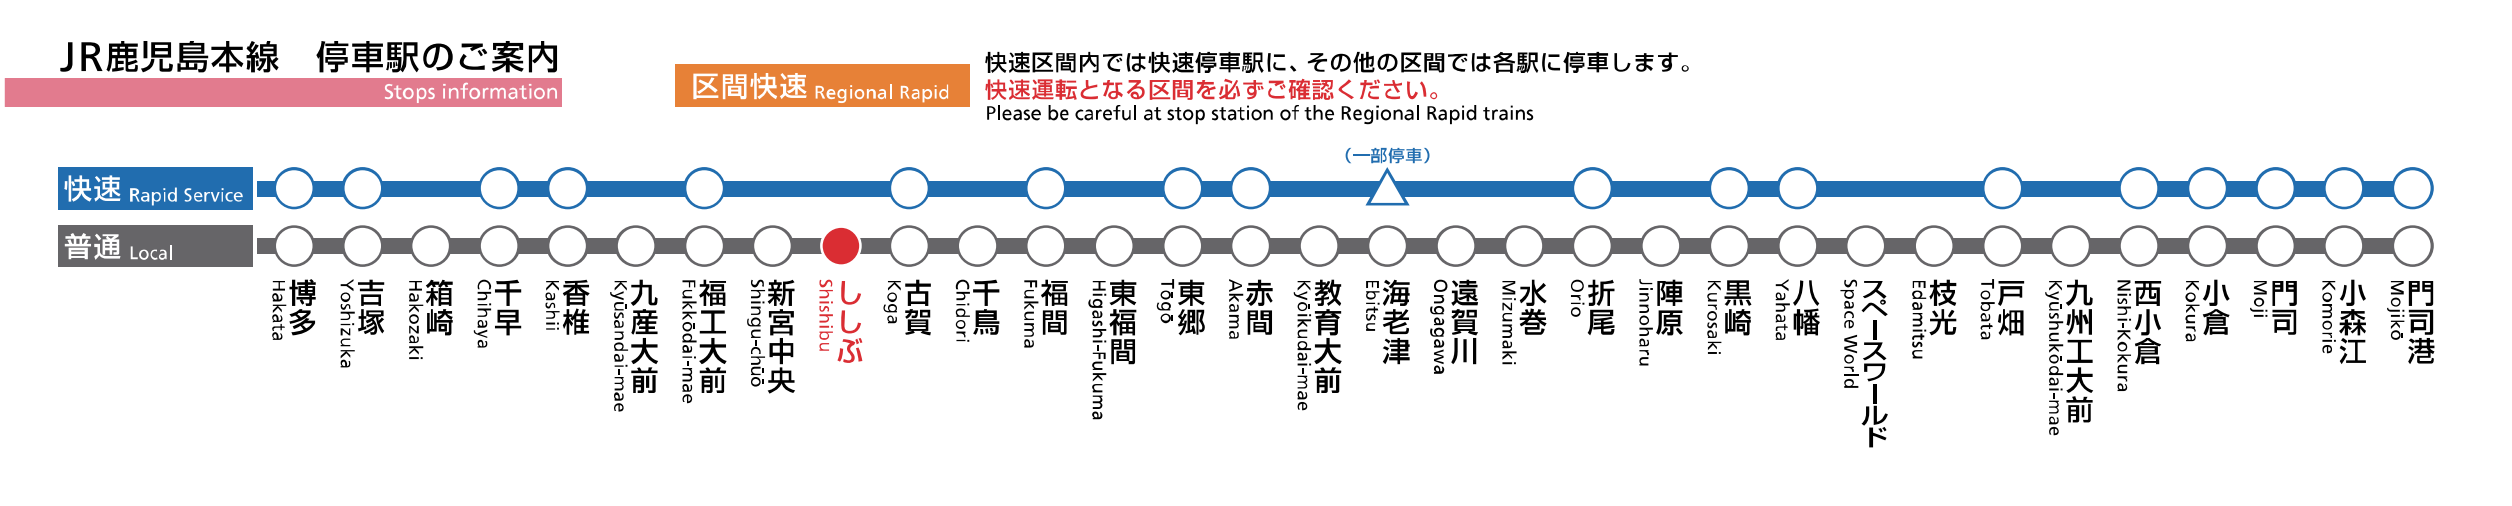 JR鹿児島本線　停車駅のご案内
Stops information
区間快速 Regional Rapid
快速区間内では快速停車駅に、その他の区間では各駅に停車します。
快速運転となる区間を必ずご確認ください。
Please be careful at stop station of the Regional Rapid trains
（一部停車）
快速 Rapid Service
普通 Local
博多
Hakata
吉塚
Yoshizuka
箱崎
Hakozaki
千早
Chihaya
香椎
Kashii
九産大前
Kyūsandai-mae
福工大前
Fukkōdai-mae
新宮中央
Shingu-chūō
ししぶ
Shishibu
古賀
Koga
千鳥
Chidori
福間
Fukuma
東福間
Higashi-Fukuma
東郷
Tōgō
赤間
Akama
教育大前
Kyōikudai-mae
海老津
Ebitsu
遠賀川
Ongagawa
水巻
Mizumaki
折尾
Orio
陣原
Jinoharu
黒崎
Kurosaki
八幡
Yahata
スペースワールド
Space World
枝光
Edamitsu
戸畑
Tobata
九州工大前
Kyūshukōdai-mae
西小倉
Nishi-Kokura
小倉
Kokura
門司
Moji
小森江
Komorie
門司港
Mojikō